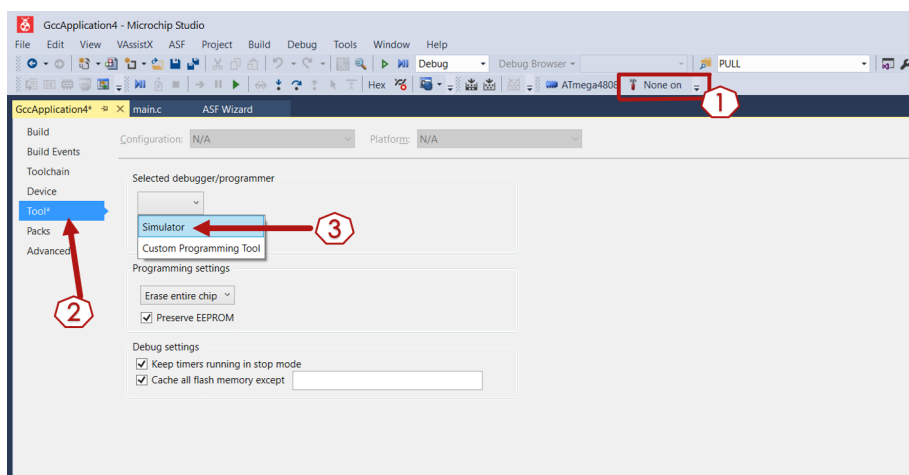 GccApplication4 - Microchip Studio
File Edit View VAssistX ASF Project Build Debug Tools Window Help
Debug Debug Browser PULL
Hex ATmega4808 None on
1
GccApplication4* main.c ASF Wizard
Build
Configuration: N/A Platform: N/A
Build Events
Toolchain
Selected debugger/programmer
Device
Tool*
Simulator
3
Packs
Custom Programming Tool
Advanced
Programming settings
Erase entire chip
2
Preserve EEPROM
Debug settings
Keep timers running in stop mode
Cache all flash memory except